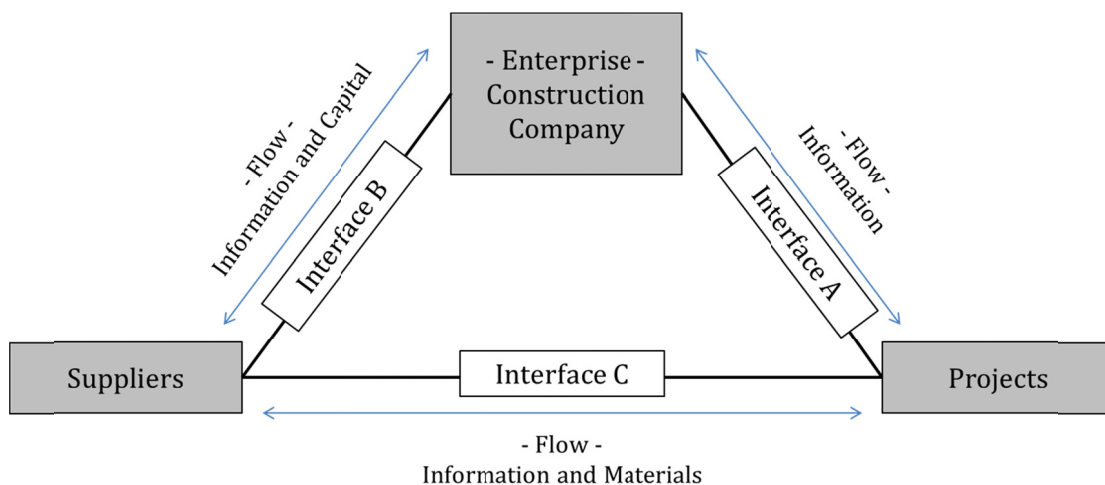 - Enterprise -
Construction
Company
- Flow -
Information and Capital
Interface B
- Flow -
Information
Interface A
Suppliers
Interface C
Projects
- Flow -
Information and Materials